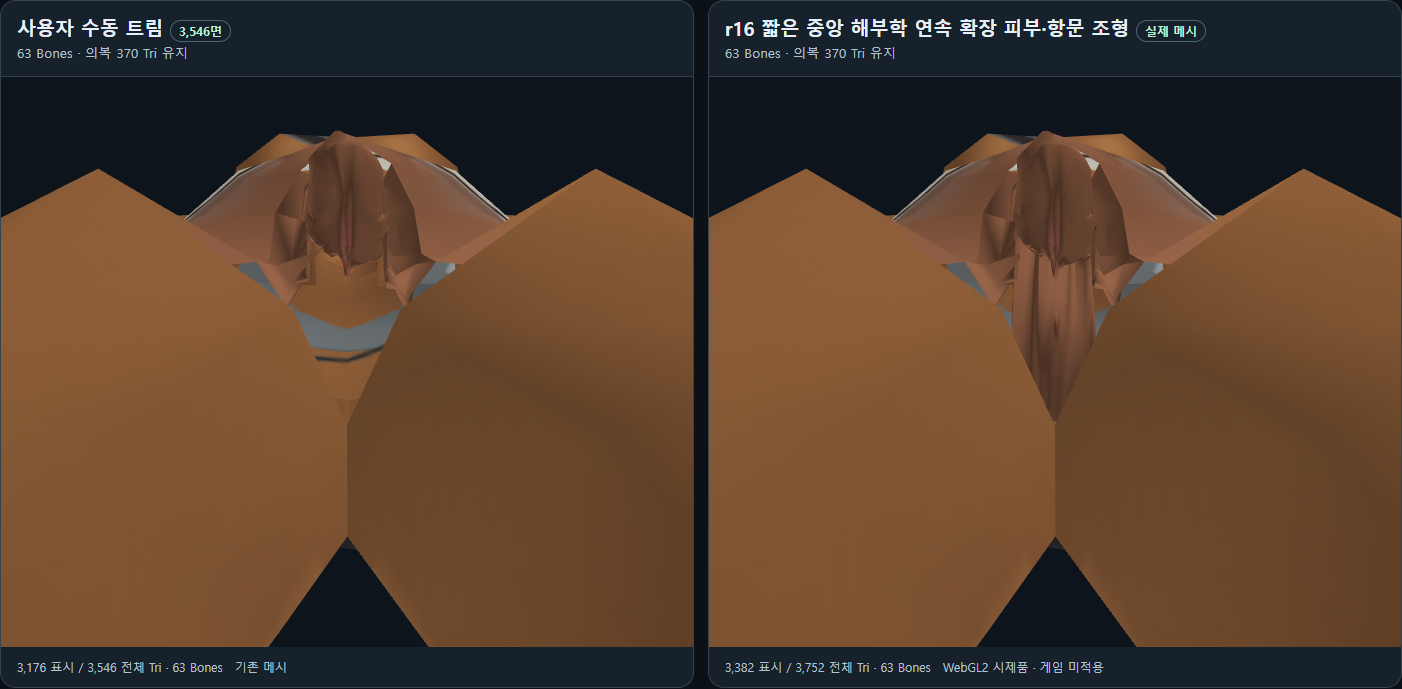 사용자 수동 트림 3,546면
63 Bones · 의복 370 Tri 유지
r16 짧은 중앙 해부학 연속 확장 피부·항문 조형 실제 메시
63 Bones · 의복 370 Tri 유지
3,176 표시 / 3,546 전체 Tri · 63 Bones 기존 메시
3,382 표시 / 3,752 전체 Tri · 63 Bones WebGL2 시제품 · 게임 미적용